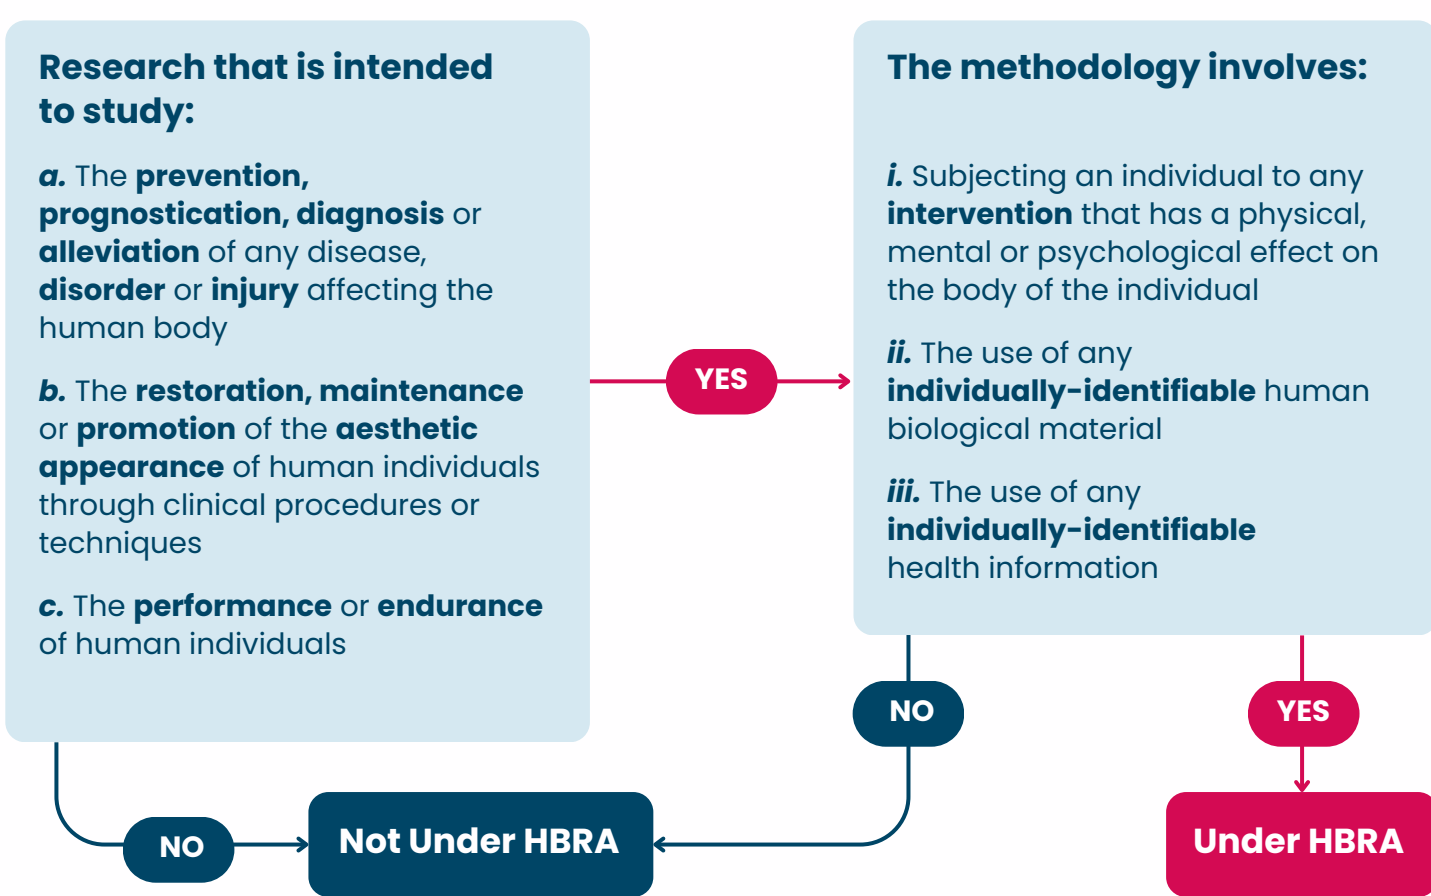 Research that is intended
to study:
a. The prevention,
prognostication, diagnosis or
alleviation of any disease,
disorder or injury affecting the
human body
b. The restoration, maintenance
or promotion of the aesthetic
appearance of human individuals
through clinical procedures or
techniques
c. The performance or endurance
of human individuals
YES
The methodology involves:
i. Subjecting an individual to any
intervention that has a physical,
mental or psychological effect on
the body of the individual
ii. The use of any
individually-identifiable human
biological material
iii. The use of any
individually-identifiable
health information
NO
YES
NO
Not Under HBRA
Under HBRA